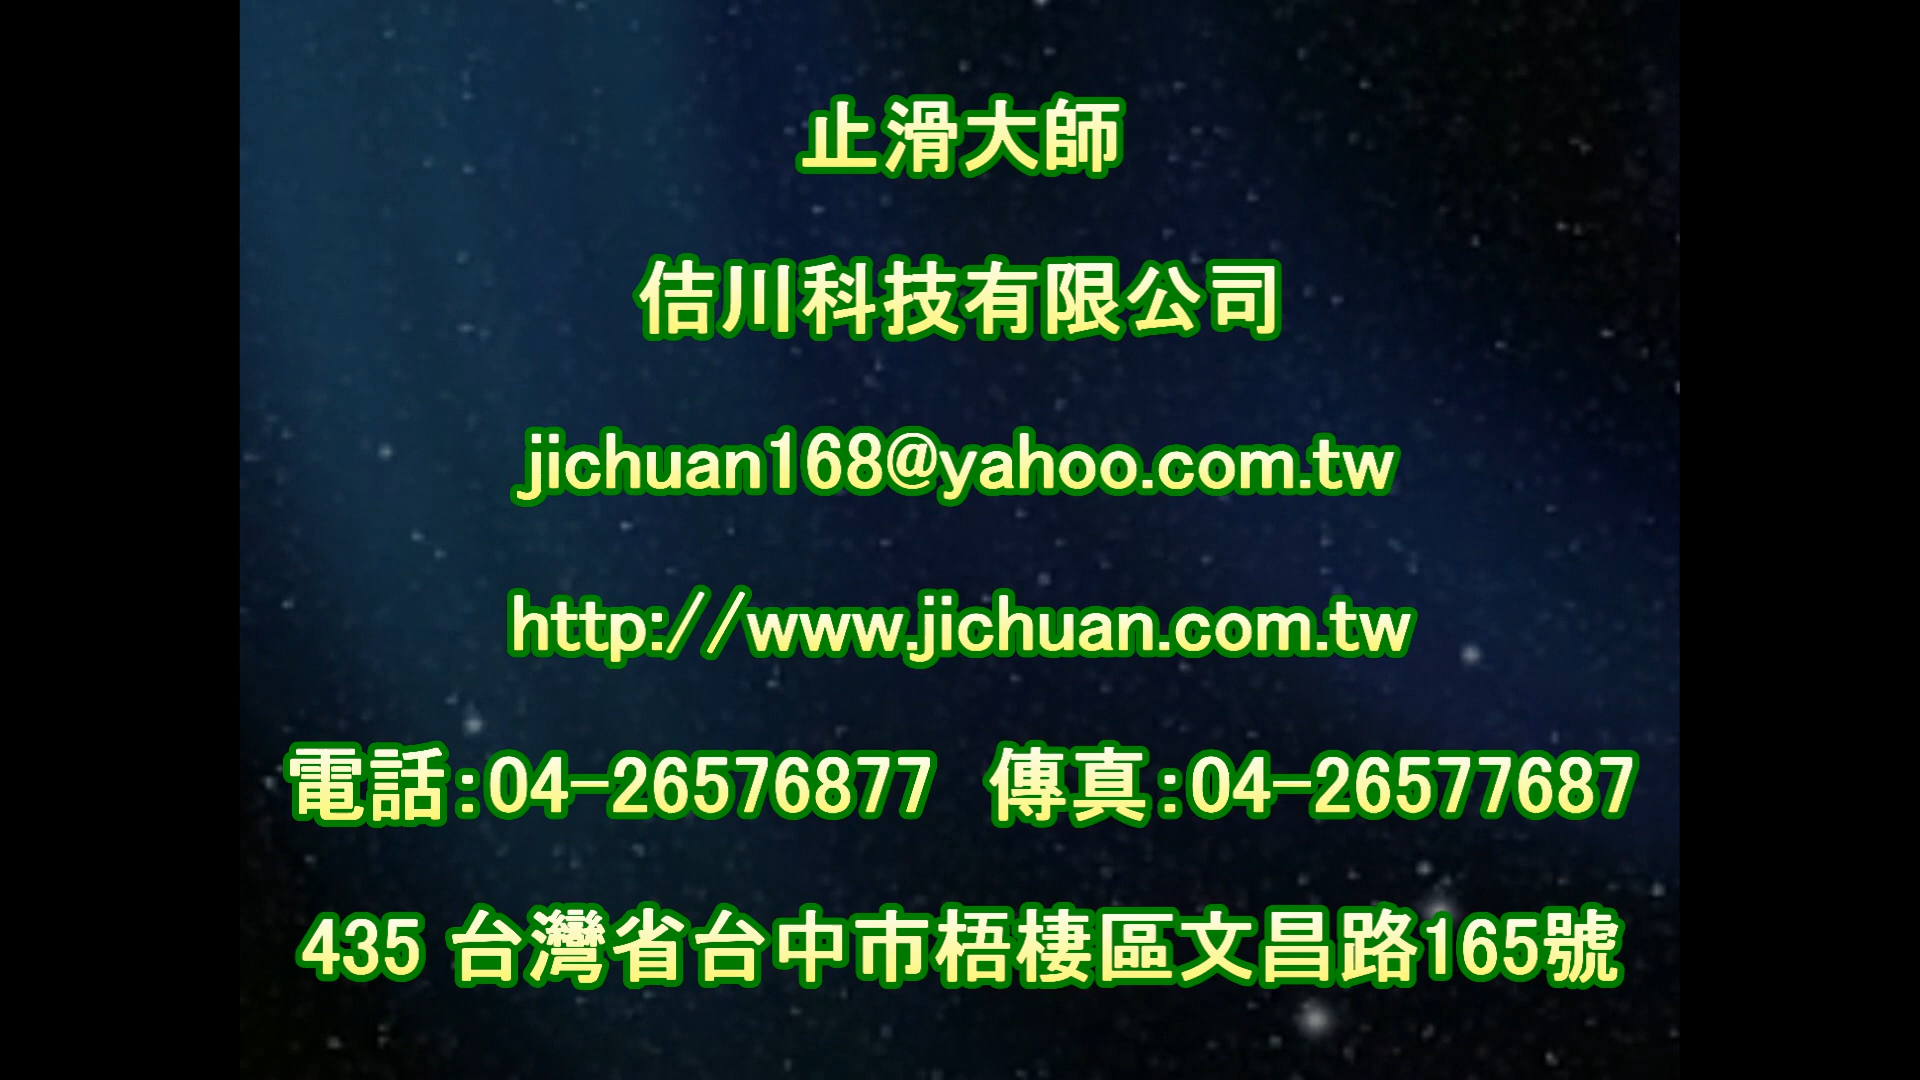 止滑大師
佶川科技有限公司
jichuan168@yahoo.com.tw
http://www.jichuan.com.tw
電話:04-26576877 傳真:04-26577687
435 台灣省台中市梧棲區文昌路165號